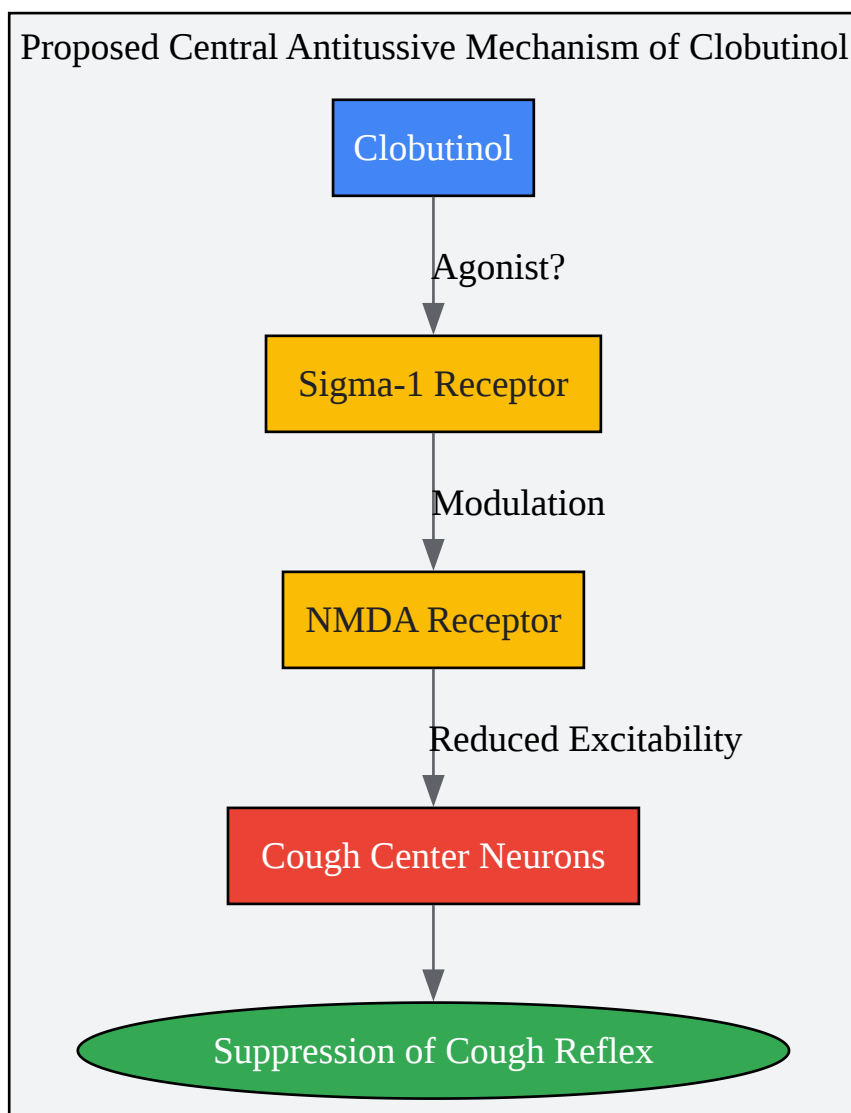 Proposed Central Antitussive Mechanism of Clobutinol
Clobutinol
Agonist?
Sigma-1 Receptor
Modulation
NMDA Receptor
Reduced Excitability
Cough Center Neurons
Suppression of Cough Reflex